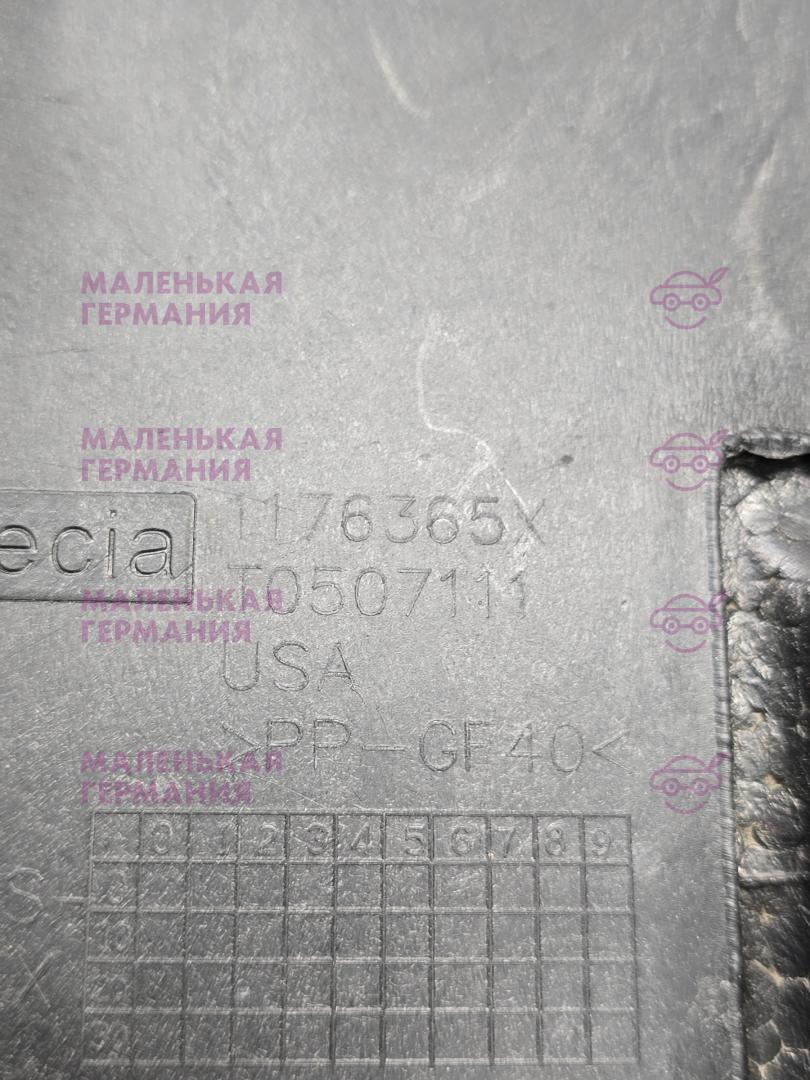 МАЛЕНЬКАЯ
ГЕРМАНИЯ
МАЛЕНЬКАЯ
ГЕРМАНИЯ
ecia
1176365X
T0507111
МАЛЕНЬКАЯ
ГЕРМАНИЯ
USA
>PP-GF40<
МАЛЕНЬКАЯ
ГЕРМАНИЯ
0 1 2 3 4 5 6 7 8 9
S-
X